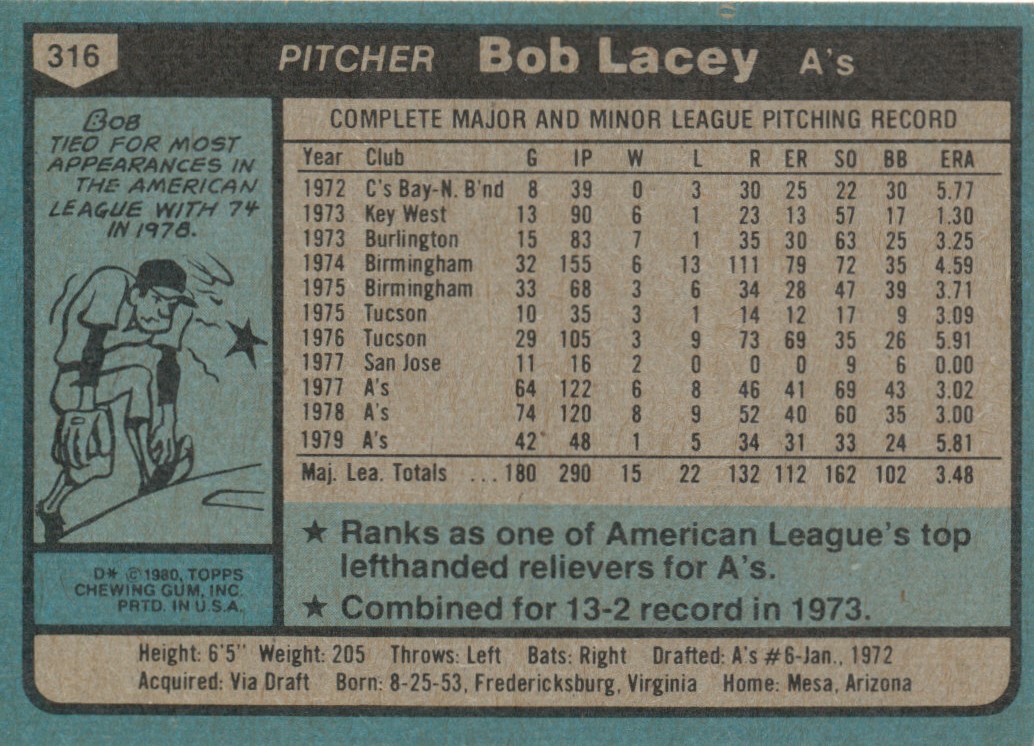 316 PITCHER Bob Lacey A's
BOB
TIED FOR MOST
APPEARANCES IN
THE AMERICAN
LEAGUE WITH 74
IN 1978.
D* © 1980, TOPPS
CHEWING GUM, INC.
PRTD. IN U.S.A.
COMPLETE MAJOR AND MINOR LEAGUE PITCHING RECORD
Year Club G IP W L R ER SO BB ERA
1972 C's Bay-N. B'nd 8 39 0 3 30 25 22 30 5.77
1973 Key West 13 90 6 1 23 13 57 17 1.30
1973 Burlington 15 83 7 1 35 30 63 25 3.25
1974 Birmingham 32 155 6 13 111 79 72 35 4.59
1975 Birmingham 33 68 3 6 34 28 47 39 3.71
1975 Tucson 10 35 3 1 14 12 17 9 3.09
1976 Tucson 29 105 3 9 73 69 35 26 5.91
1977 San Jose 11 16 2 0 0 0 9 6 0.00
1977 A's 64 122 6 8 46 41 69 43 3.02
1978 A's 74 120 8 9 52 40 60 35 3.00
1979 A's 42 48 1 5 34 31 33 24 5.81
Maj. Lea. Totals ... 180 290 15 22 132 112 162 102 3.48
★ Ranks as one of American League's top
lefthanded relievers for A's.
★ Combined for 13-2 record in 1973.
Height: 6'5" Weight: 205 Throws: Left Bats: Right Drafted: A's #6-Jan., 1972
Acquired: Via Draft Born: 8-25-53, Fredericksburg, Virginia Home: Mesa, Arizona